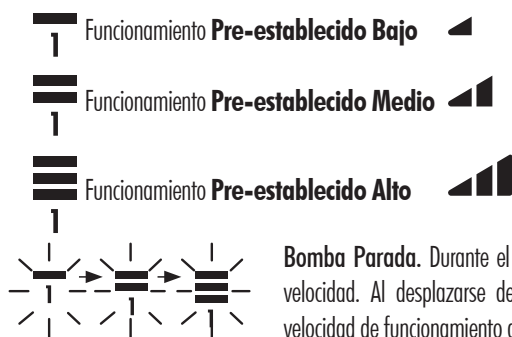 1 Funcionamiento Pre-establecido Bajo
1 Funcionamiento Pre-establecido Medio
1 Funcionamiento Pre-establecido Alto
1 1 1
Bomba Parada. Durante el
velocidad. Al desplazarse de
velocidad de funcionamiento